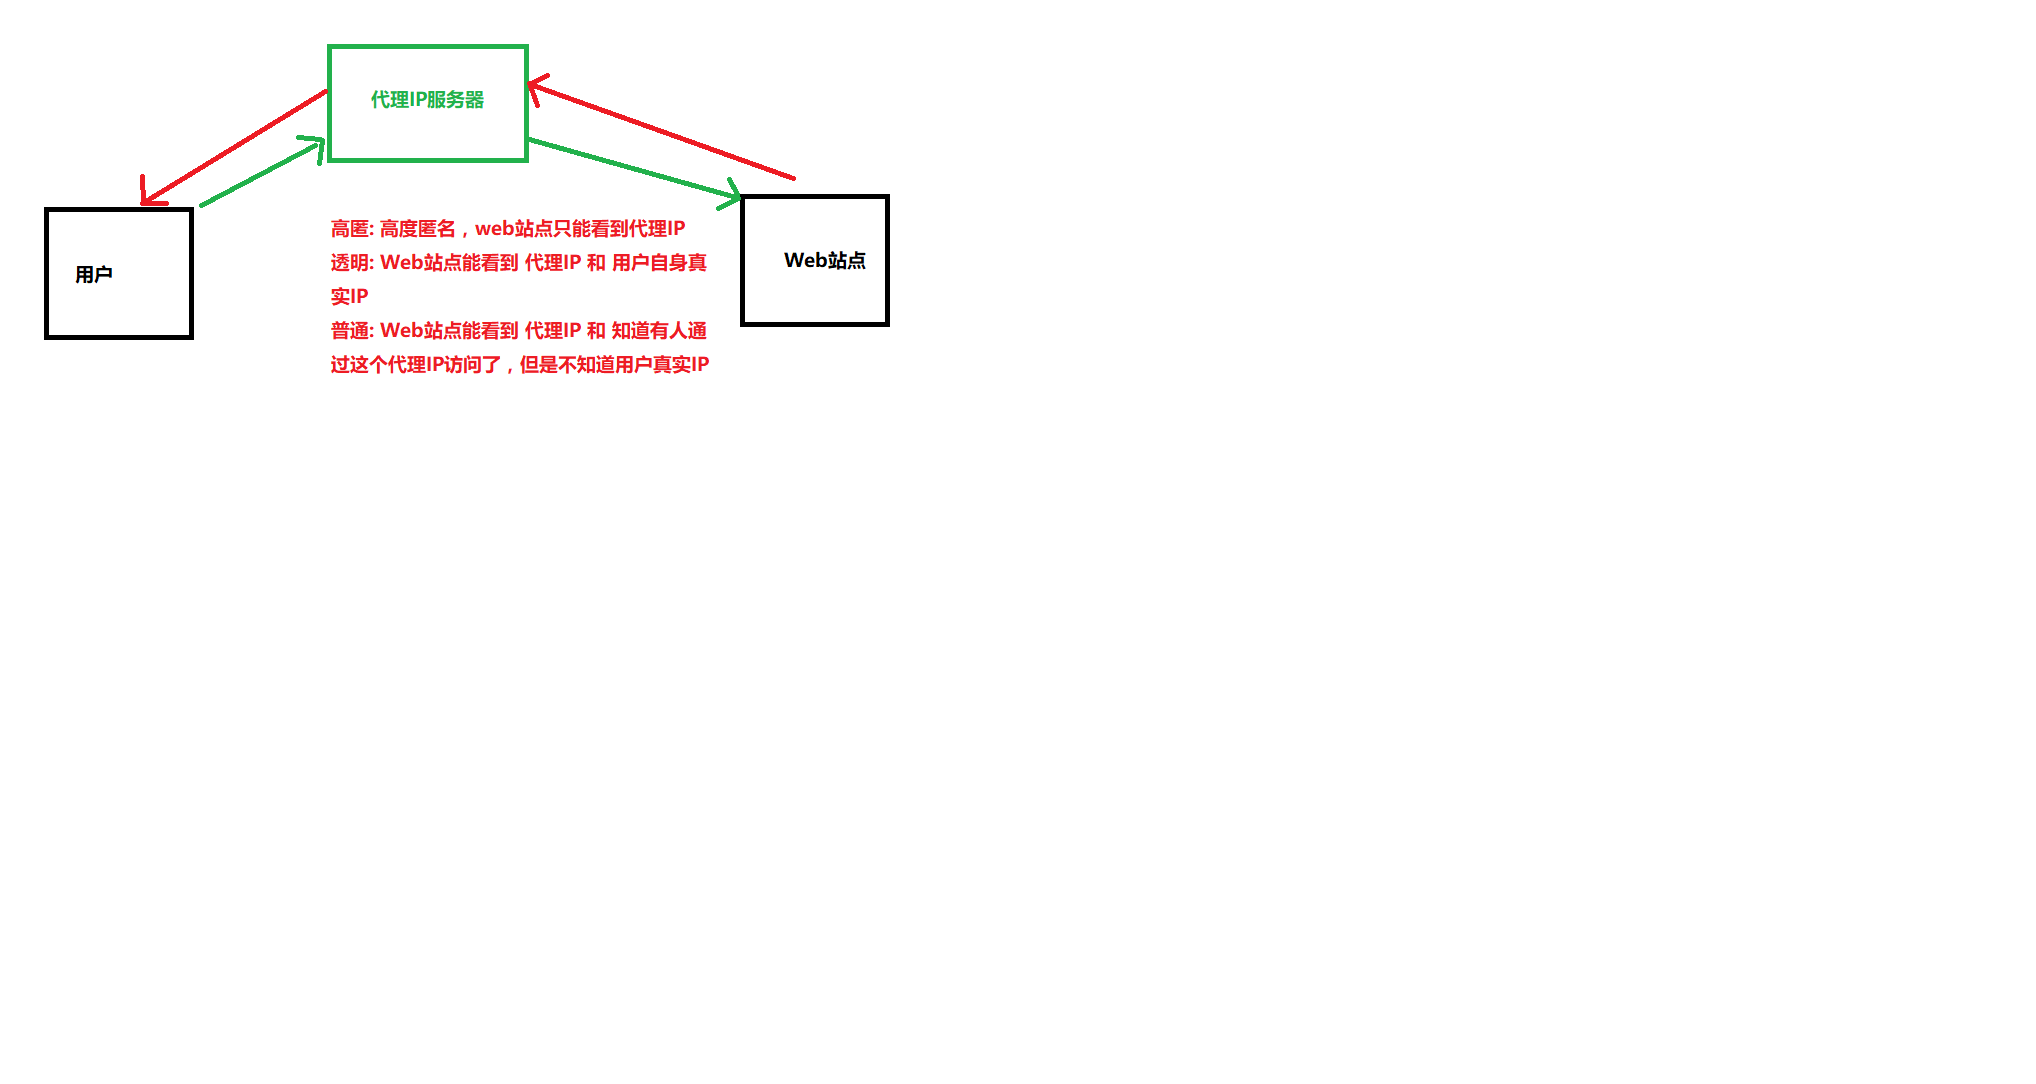 代理IP服务器
高匿: 高度匿名，web站点只能看到代理IP
透明: Web站点能看到 代理IP 和 用户自身真
实IP
普通: Web站点能看到 代理IP 和 知道有人通
过这个代理IP访问了，但是不知道用户真实IP
用户
Web站点